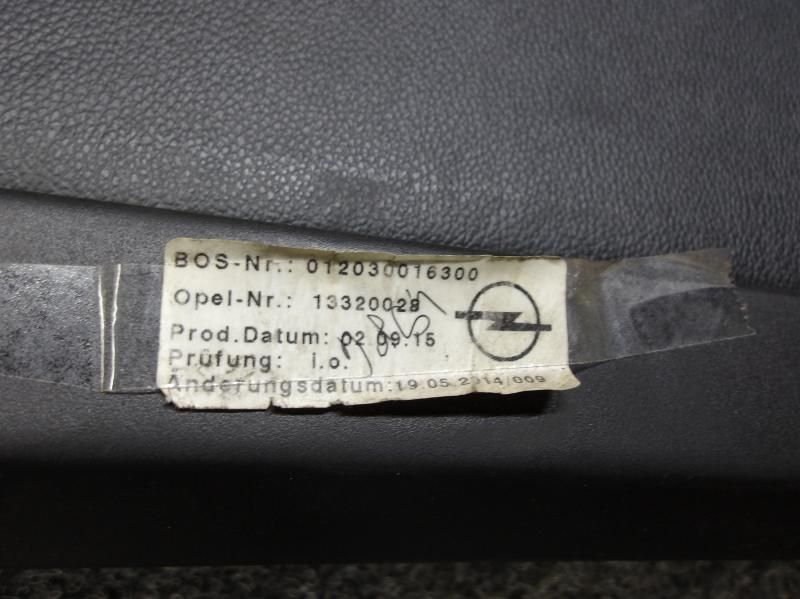 BOS-Nr.: 012030016300
Opel-Nr.: 13320028
Prod.Datum: 02.09.15
Prüfung: i.o.
Änderungsdatum:19.05.2014/009